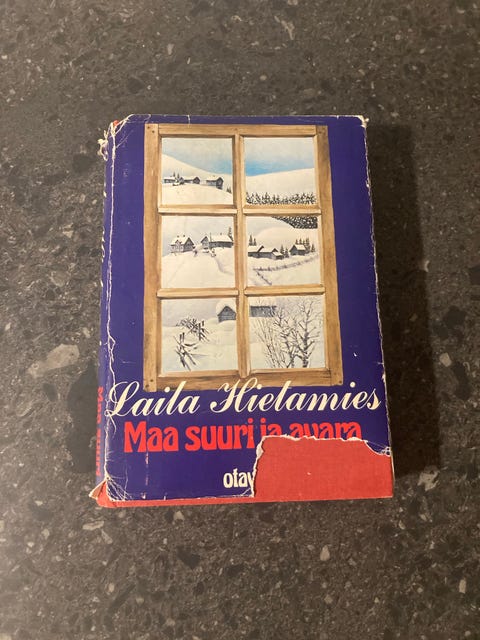 Laila Hietamies
Maa suuri ja avara
otav